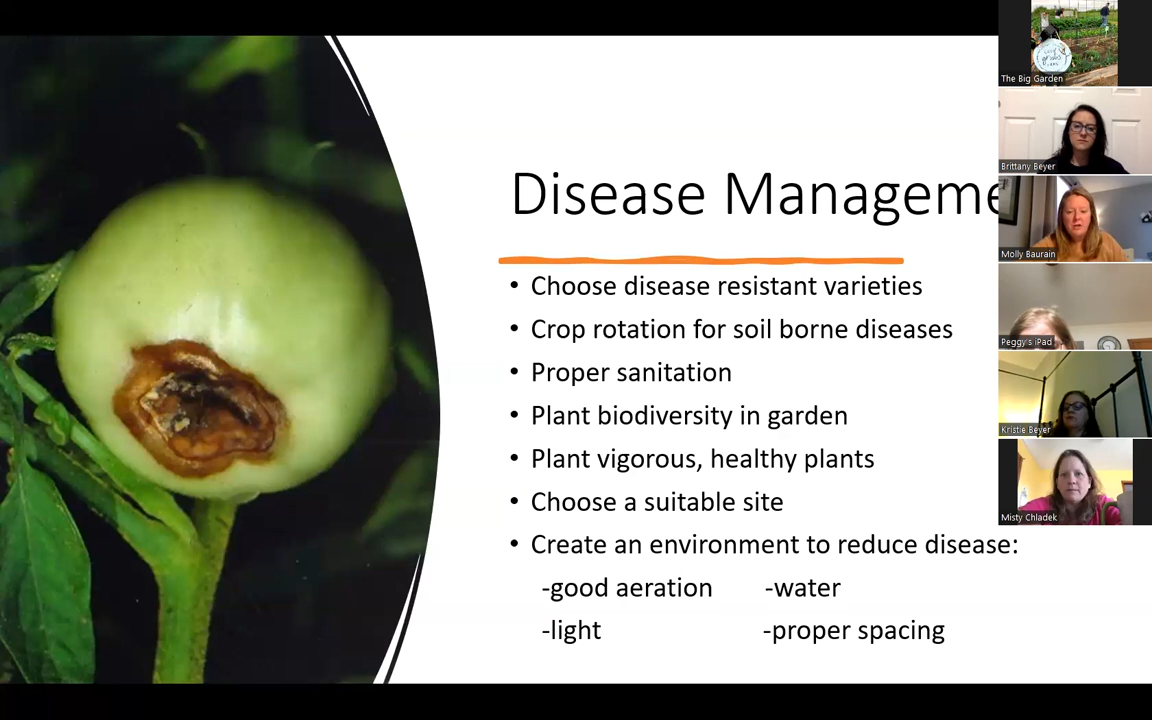 Disease Manageme
• Choose disease resistant varieties
• Crop rotation for soil borne diseases
• Proper sanitation
• Plant biodiversity in garden
• Plant vigorous, healthy plants
• Choose a suitable site
• Create an environment to reduce disease:
-good aeration -water
-light -proper spacing
The Big Garden
Brittany Beyer
Molly Baurain
Peggy's iPad
Kristie Beyer
Misty Chladek